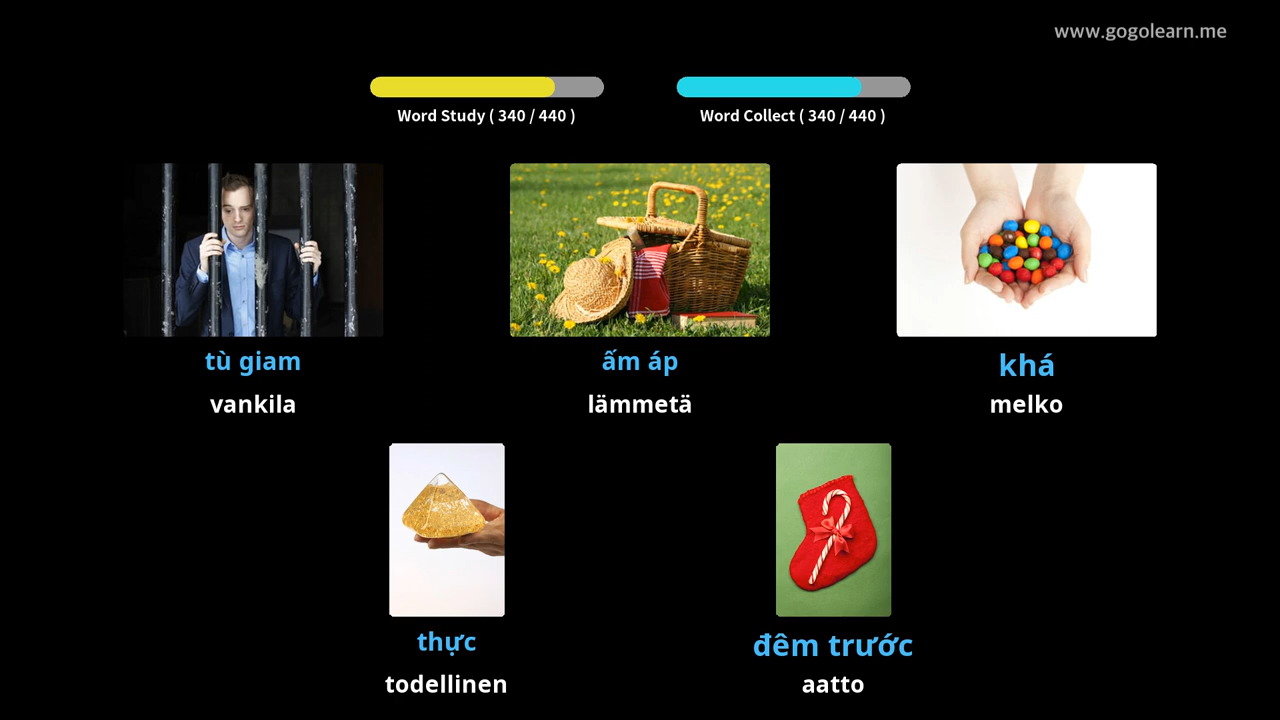 www.gogolearn.me
Word Study ( 340 / 440 )
Word Collect ( 340 / 440 )
tù giam
vankila
ấm áp
lämmetä
khá
melko
thực
todellinen
đêm trước
aatto